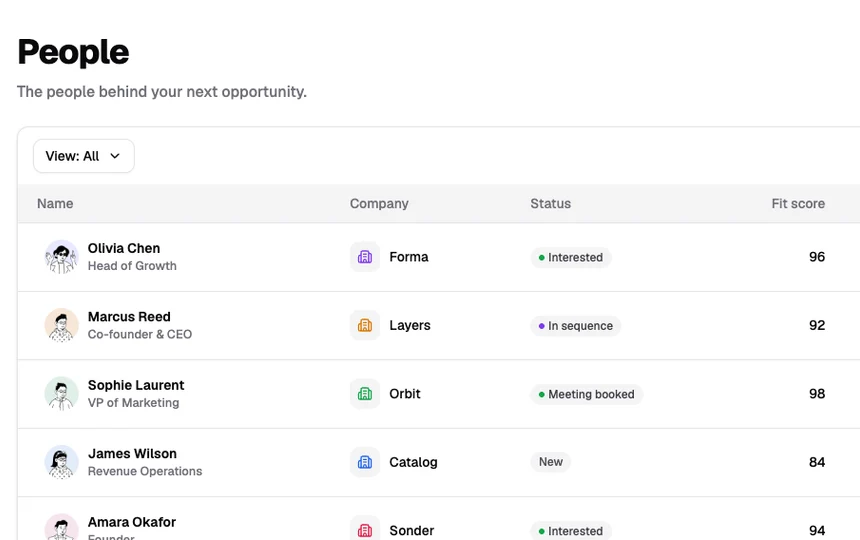 People
The people behind your next opportunity.
View: All
Name Company Status Fit score
Olivia Chen
Head of Growth
Forma
Interested
96
Marcus Reed
Co-founder & CEO
Layers
In sequence
92
Sophie Laurent
VP of Marketing
Orbit
Meeting booked
98
James Wilson
Revenue Operations
Catalog
New
84
Amara Okafor
Founder
Sonder
Interested
94